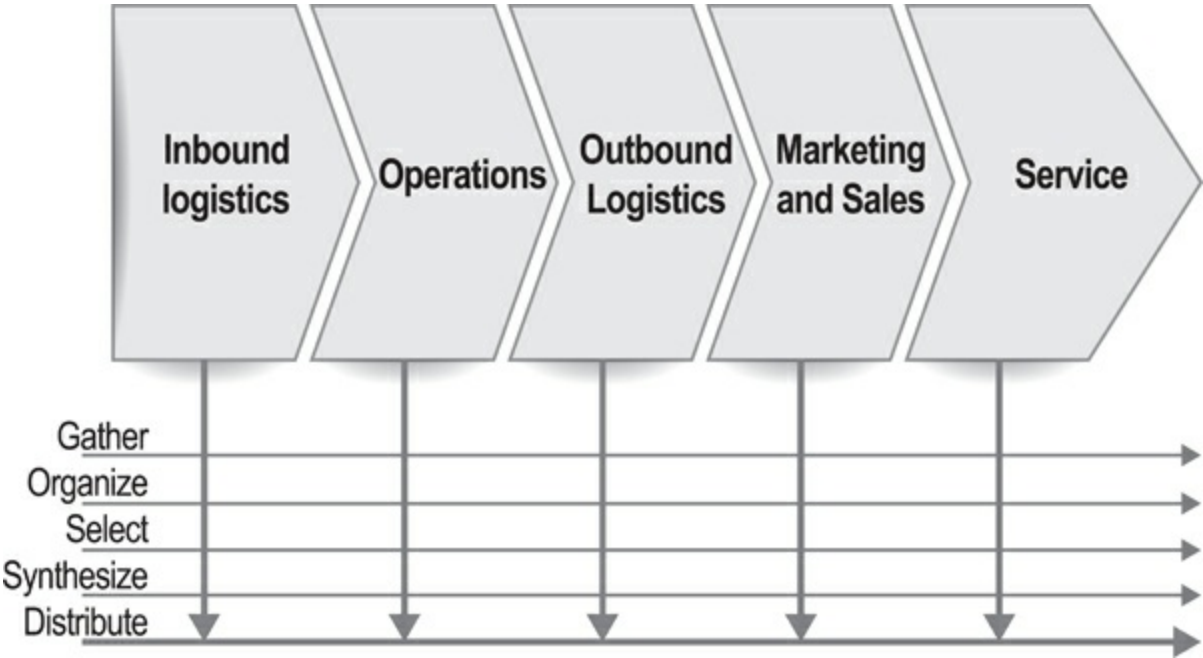 Inbound
logistics
Operations
Outbound
Logistics
Marketing
and Sales
Service
Gather
Organize
Select
Synthesize
Distribute